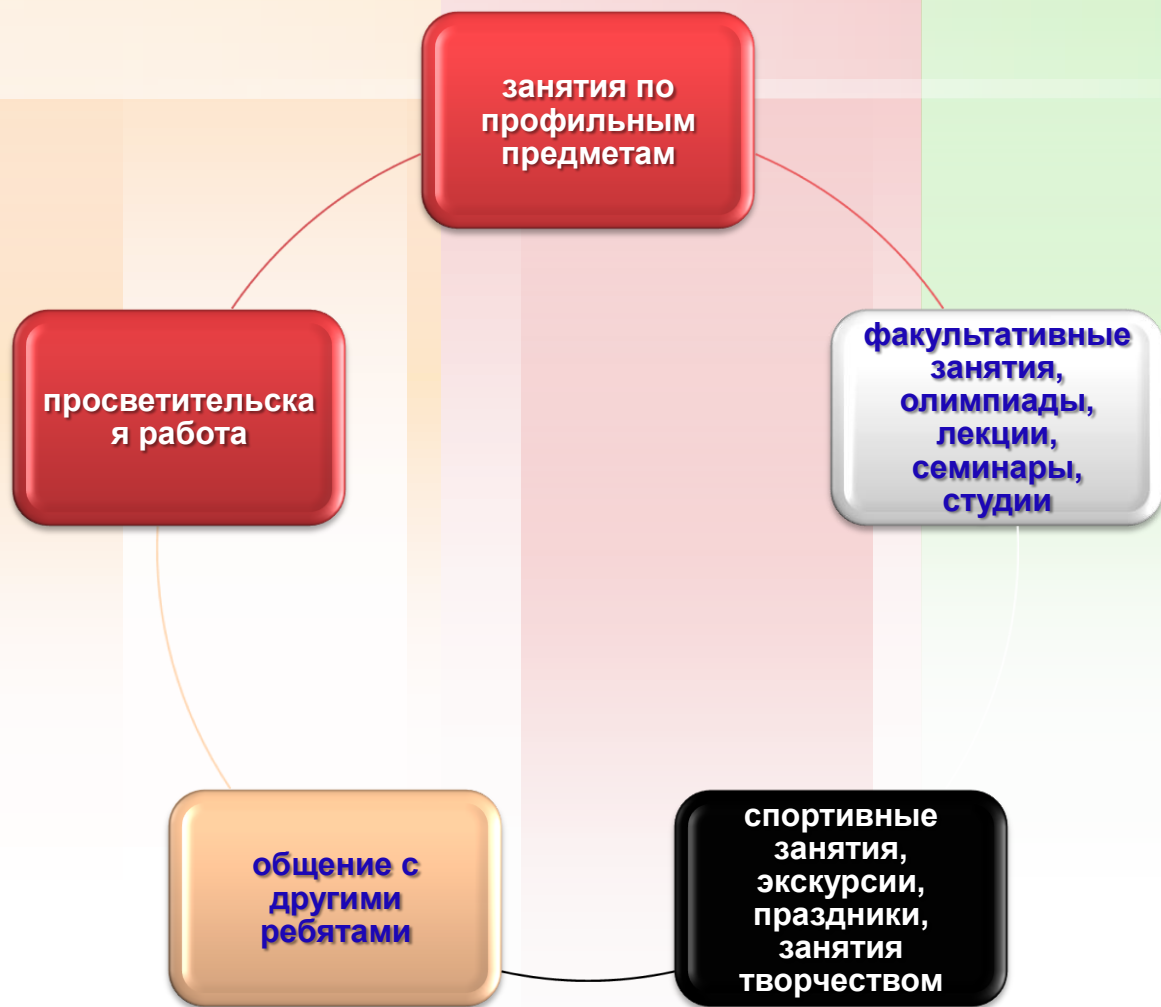 занятия по
профильным
предметам
факультативные
занятия,
олимпиады,
лекции,
семинары,
студии
спортивные
занятия,
экскурсии,
праздники,
занятия
творчеством
общение с
другими
ребятами
просветительска
я работа